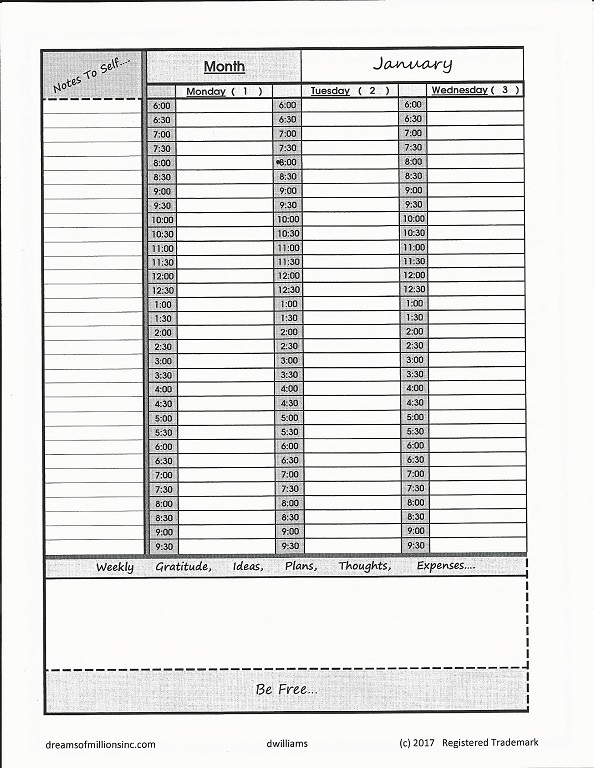 Notes To Self....
Month
January
Monday ( 1 ) Tuesday ( 2 ) Wednesday ( 3 )
6:00 6:00 6:00
6:30 6:30 6:30
7:00 7:00 7:00
7:30 7:30 7:30
8:00 8:00 8:00
8:30 8:30 8:30
9:00 9:00 9:00
9:30 9:30 9:30
10:00 10:00 10:00
10:30 10:30 10:30
11:00 11:00 11:00
11:30 11:30 11:30
12:00 12:00 12:00
12:30 12:30 12:30
1:00 1:00 1:00
1:30 1:30 1:30
2:00 2:00 2:00
2:30 2:30 2:30
3:00 3:00 3:00
3:30 3:30 3:30
4:00 4:00 4:00
4:30 4:30 4:30
5:00 5:00 5:00
5:30 5:30 5:30
6:00 6:00 6:00
6:30 6:30 6:30
7:00 7:00 7:00
7:30 7:30 7:30
8:00 8:00 8:00
8:30 8:30 8:30
9:00 9:00 9:00
9:30 9:30 9:30
Weekly Gratitude, Ideas, Plans, Thoughts, Expenses....
Be Free...
dreamsofmillionsinc.com dwilliams (c) 2017 Registered Trademark